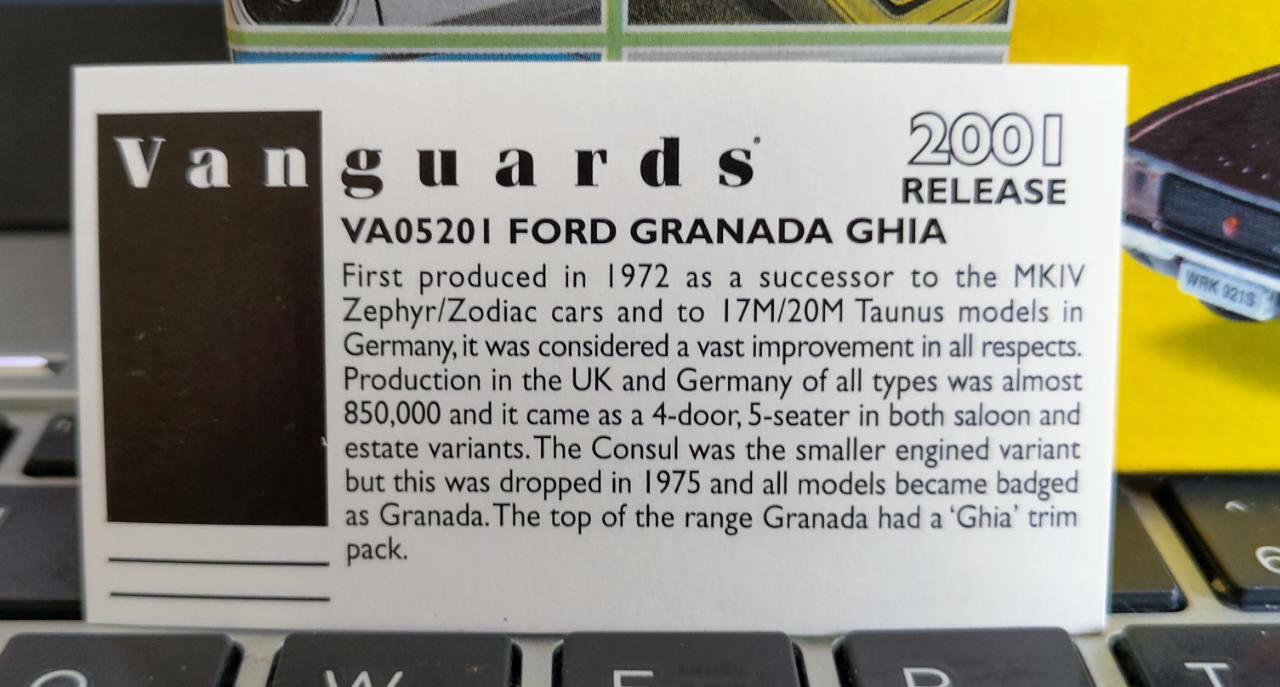 Vanguards
2001
RELEASE
VA05201 FORD GRANADA GHIA
First produced in 1972 as a successor to the MKIV
Zephyr/Zodiac cars and to 17M/20M Taunus models in
Germany, it was considered a vast improvement in all respects.
Production in the UK and Germany of all types was almost
850,000 and it came as a 4-door, 5-seater in both saloon and
estate variants. The Consul was the smaller engined variant
but this was dropped in 1975 and all models became badged
as Granada. The top of the range Granada had a ‘Ghia’ trim
pack.
WRK 921S
6
Q W E R T